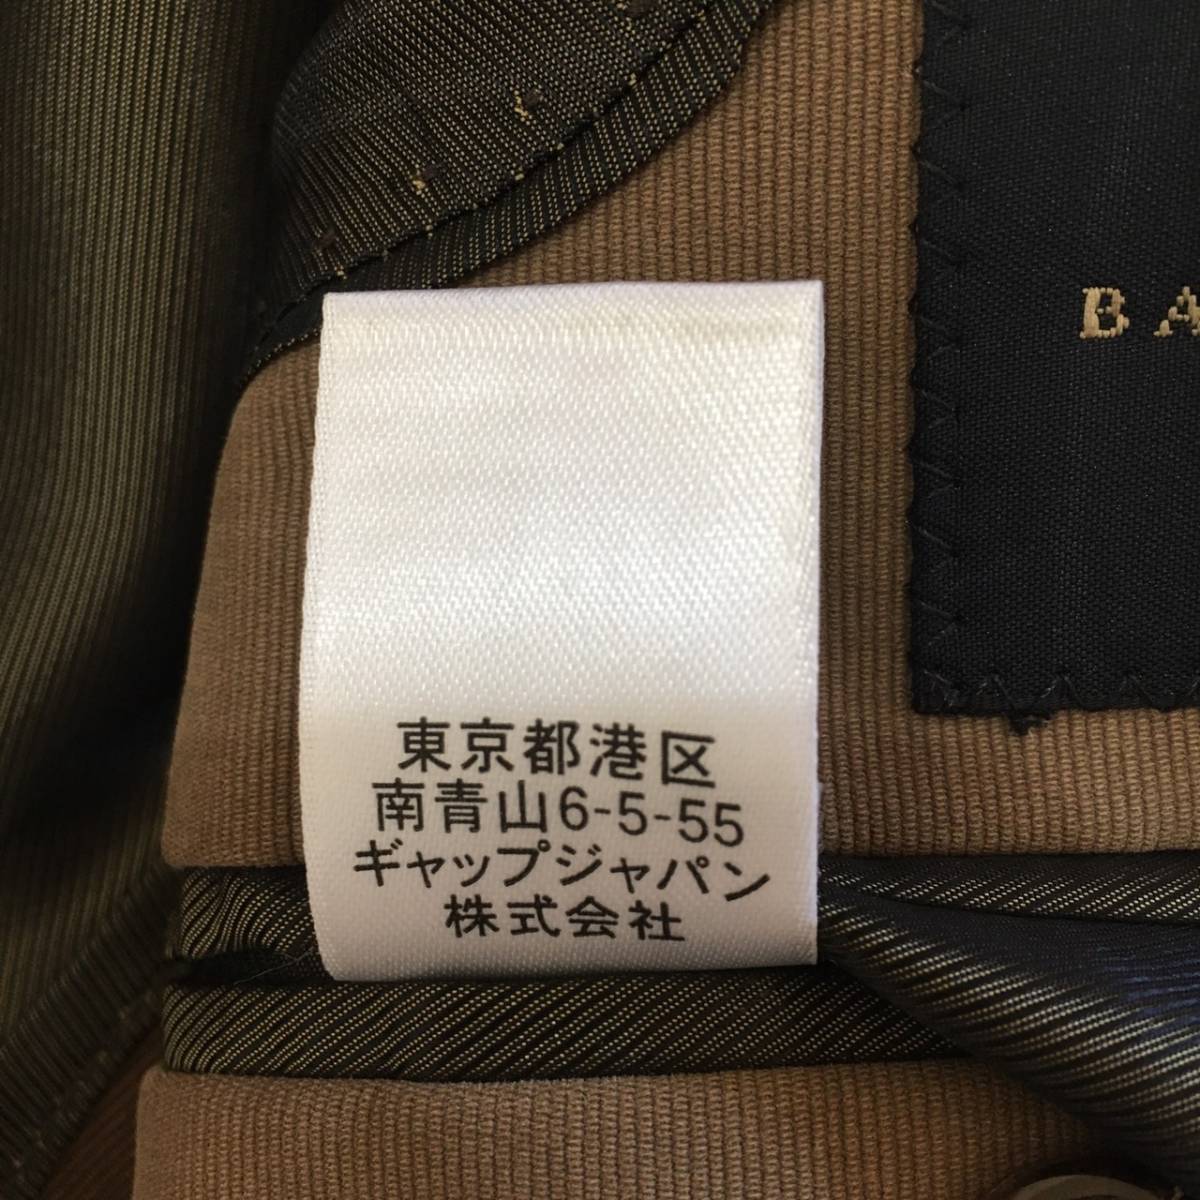 BA
東京都港区
南青山6-5-55
ギャップジャパン
株式会社